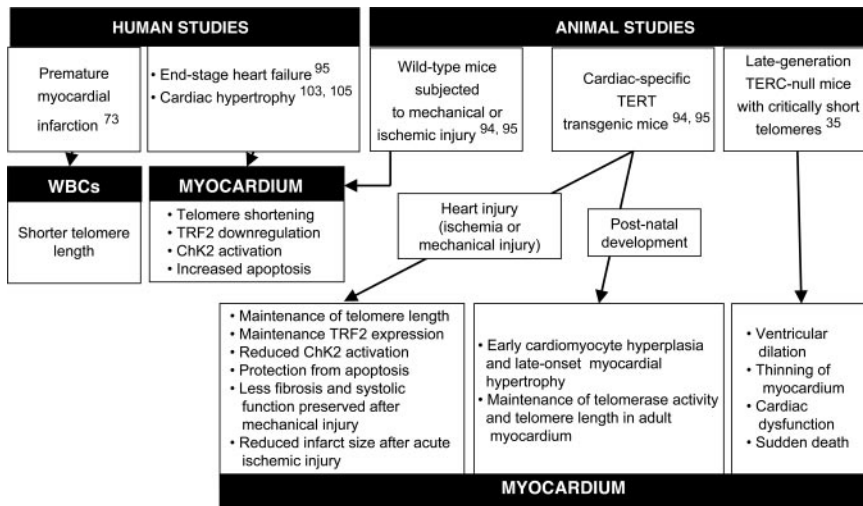 HUMAN STUDIES
Premature
myocardial
infarction 73
• End-stage heart failure 95
• Cardiac hypertrophy 103, 105
WBCs
Shorter telomere
length
MYOCARDIUM
• Telomere shortening
• TRF2 downregulation
• ChK2 activation
• Increased apoptosis
ANIMAL STUDIES
Wild-type mice
subjected
to mechanical or
ischemic injury 94, 95
Cardiac-specific
TERT
transgenic mice 94, 95
Late-generation
TERC-null mice
with critically short
telomeres 35
Heart injury
(ischemia or
mechanical injury)
Post-natal
development
• Maintenance of telomere length
• Maintenance TRF2 expression
• Reduced ChK2 activation
• Protection from apoptosis
• Less fibrosis and systolic
function preserved after
mechanical injury
• Reduced infarct size after acute
ischemic injury
• Early cardiomyocyte hyperplasia
and late-onset myocardial
hypertrophy
• Maintenance of telomerase activity
and telomere length in adult
myocardium
• Ventricular
dilation
• Thinning of
myocardium
• Cardiac
dysfunction
• Sudden death
MYOCARDIUM